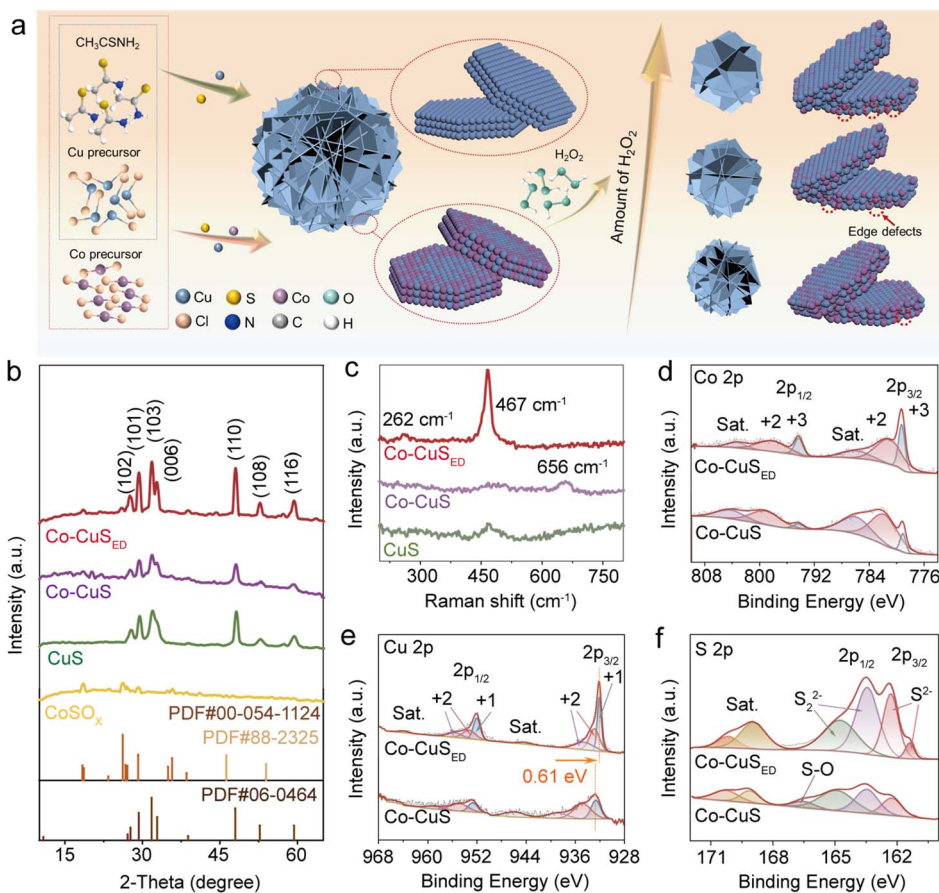 a
CH₃CSNH₂
Cu precursor
Co precursor
Cu S Co O
Cl N C H
H₂O₂
Amount of H₂O₂
Edge defects
b
Intensity (a.u.)
(102)
(101)
(103)
(006)
(110)
(108)
(116)
Co-CuS_ED
Co-CuS
CuS
CoSOₓ
PDF#00-054-1124
PDF#88-2325
PDF#06-0464
15 30 45 60
2-Theta (degree)
c
Intensity (a.u.)
262 cm⁻¹
467 cm⁻¹
Co-CuS_ED
656 cm⁻¹
Co-CuS
CuS
300 450 600 750
Raman shift (cm⁻¹)
d
Intensity (a.u.)
Co 2p
2p₁/₂
2p₃/₂
Sat. +2 +3
Sat. +2 +3
Co-CuS_ED
Co-CuS
808 800 792 784 776
Binding Energy (eV)
e
Intensity (a.u.)
Cu 2p
2p₁/₂
2p₃/₂
Sat. +2 +1
Sat. +2 +1
Co-CuS_ED
0.61 eV
Co-CuS
968 960 952 944 936 928
Binding Energy (eV)
f
Intensity (a.u.)
S 2p
2p₁/₂
2p₃/₂
Sat.
S₂²⁻
S²⁻
Co-CuS_ED
S-O
Co-CuS
171 168 165 162
Binding Energy (eV)